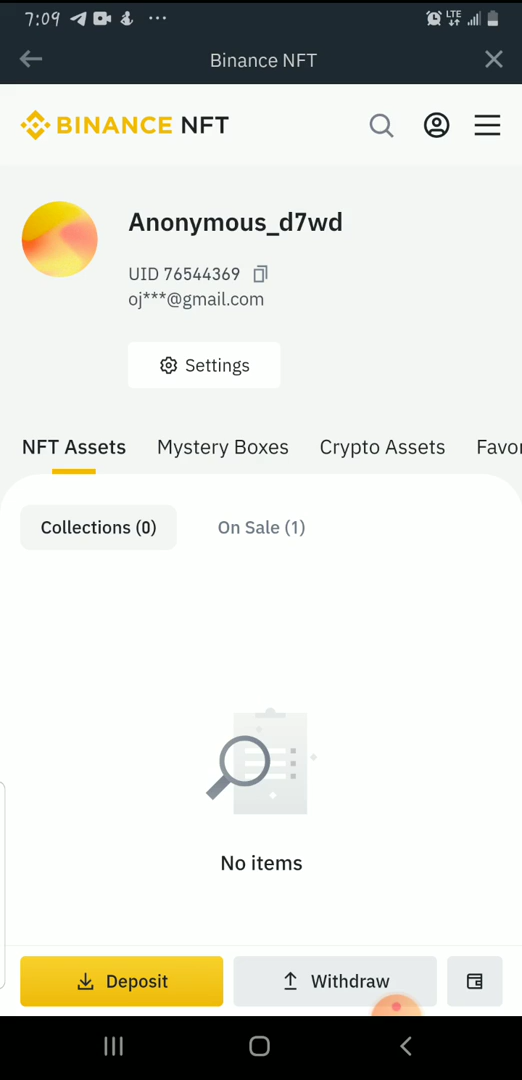 7:09 ... LTE
Binance NFT
BINANCE NFT
Anonymous_d7wd
UID 76544369
oj***@gmail.com
Settings
NFT Assets Mystery Boxes Crypto Assets Favor
Collections (0) On Sale (1)
No items
Deposit Withdraw